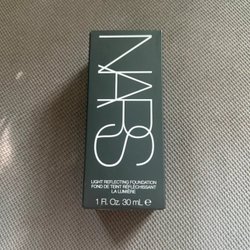 NARS
LIGHT REFLECTING FOUNDATION
FOND DE TEINT RÉFLÉCHISSANT
LA LUMIÈRE
1 Fl. Oz. 30 mL ℮